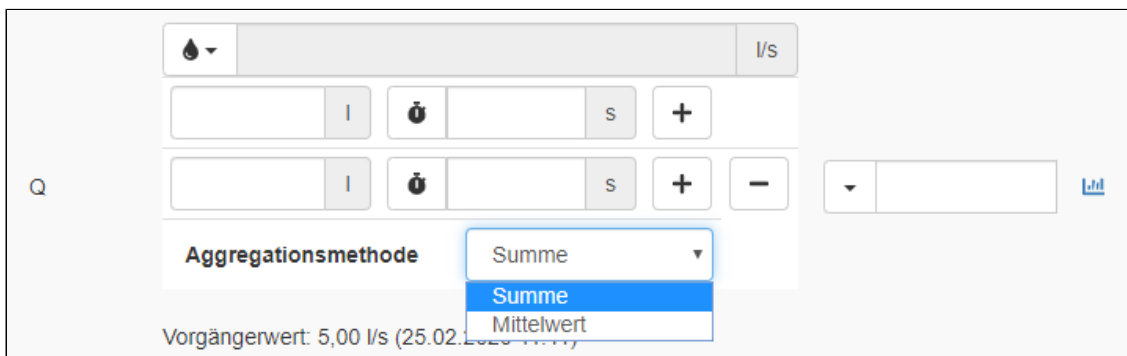 l/s
l s
Q l s
Aggregationsmethode Summe
Summe
Mittelwert
Vorgängerwert: 5,00 l/s (25.02.